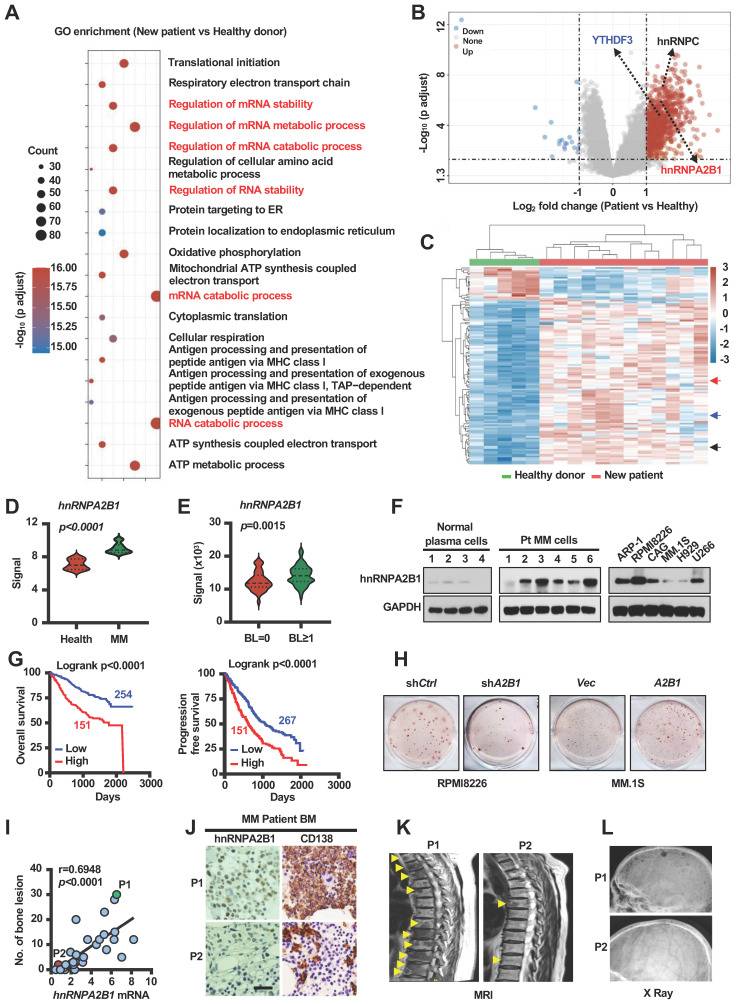 A
GO enrichment (New patient vs Healthy donor)
Translational initiation
Respiratory electron transport chain
Regulation of mRNA stability
Regulation of mRNA metabolic process
Regulation of mRNA catabolic process
Regulation of cellular amino acid
metabolic process
Regulation of RNA stability
Protein targeting to ER
Protein localization to endoplasmic reticulum
Oxidative phosphorylation
Mitochondrial ATP synthesis coupled
electron transport
mRNA catabolic process
Cytoplasmic translation
Cellular respiration
Antigen processing and presentation of
peptide antigen via MHC class I
Antigen processing and presentation of exogenous
peptide antigen via MHC class I, TAP−dependent
Antigen processing and presentation of
exogenous peptide antigen via MHC class I
RNA catabolic process
ATP synthesis coupled electron transport
ATP metabolic process
Count
30
40
50
60
70
80
-log₁₀ (p adjust)
16.00
15.75
15.50
15.25
15.00
B
Down
None
Up
YTHDF3
hnRNPC
hnRNPA2B1
-Log₁₀ (p adjust)
12
8
4
1.3
-1
0
1
Log₂ fold change (Patient vs Healthy)
C
3
2
1
0
-1
-2
-3
Healthy donor
New patient
D
hnRNPA2B1
p<0.0001
Signal
12
8
4
0
Health
MM
E
hnRNPA2B1
p=0.0015
Signal (x10³)
30
20
10
0
BL=0
BL≥1
F
Normal
plasma cells
1 2 3 4
Pt MM cells
1 2 3 4 5 6
ARP-1
RPMI8226
CAG
MM.1S
H929
U266
hnRNPA2B1
GAPDH
G
Logrank p<0.0001
Overall survival
100
75
50
25
0
254
151
Low
High
0 1000 2000 3000
Days
Logrank p<0.0001
Progression
free survival
100
75
50
25
0
151
267
Low
High
0 1000 2000 3000
Days
H
shCtrl
shA2B1
Vec
A2B1
RPMI8226
MM.1S
I
r=0.6948
p<0.0001
P1
P2
No. of bone lesion
40
30
20
10
0
0 2 4 6 8 10
hnRNPA2B1 mRNA
J
MM Patient BM
hnRNPA2B1
CD138
P1
P2
K
P1
P2
MRI
L
P1
P2
X Ray